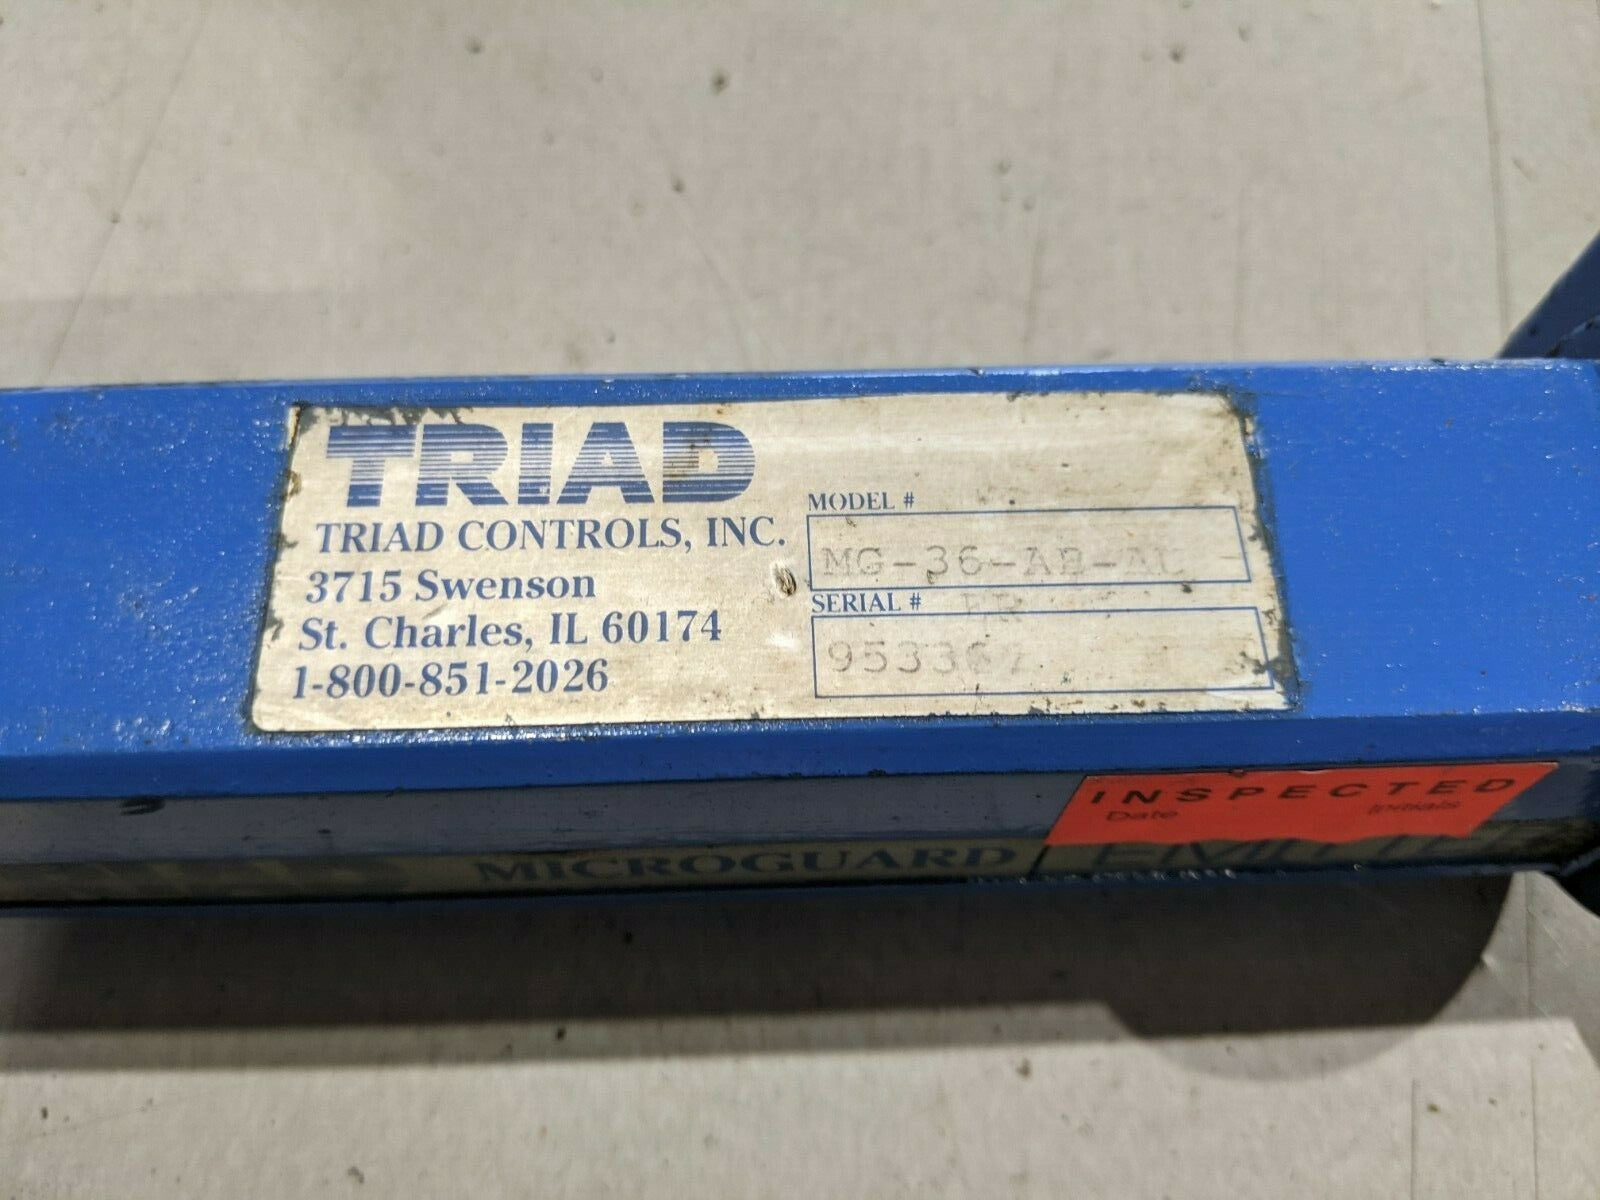 TRIAD
TRIAD CONTROLS, INC.
3715 Swenson
St. Charles, IL 60174
1-800-851-2026
MODEL #
SERIAL #
INSPECTED
Date Initials
MICROGUARD